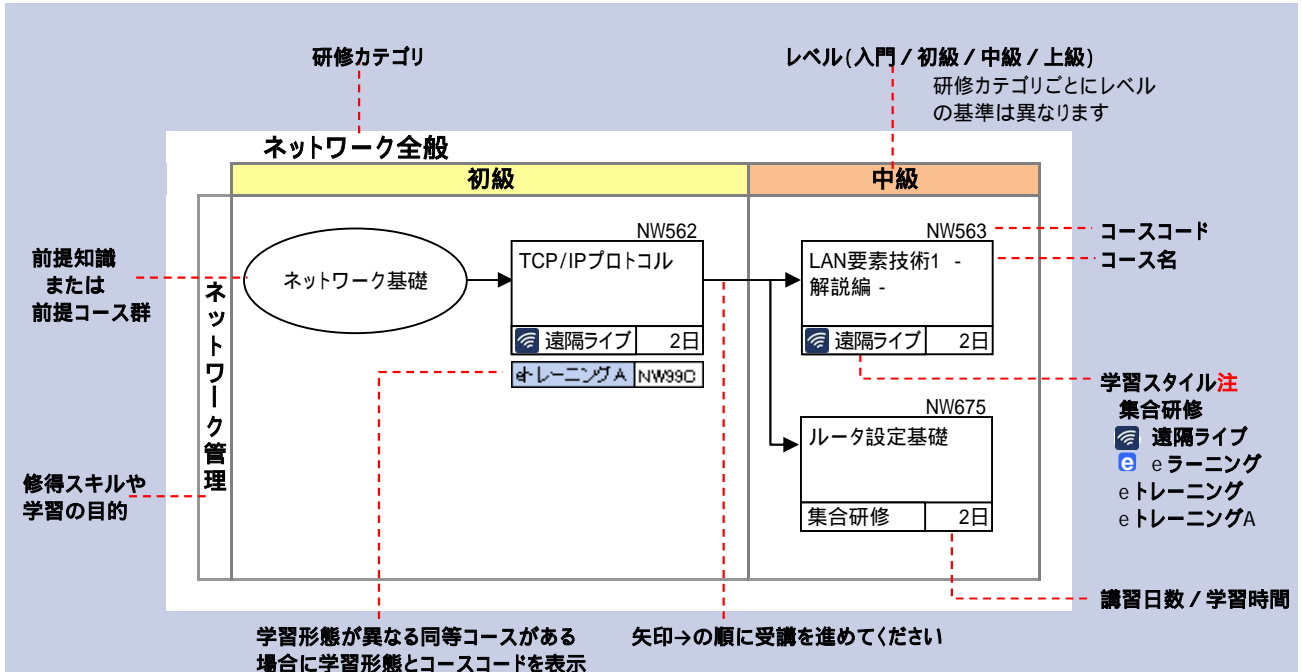 研修カテゴリ
レベル(入門 / 初級 / 中級 / 上級)
研修カテゴリごとにレベル
の基準は異なります
ネットワーク全般
初級
中級
前提知識
または
前提コース群
ネットワーク管理
ネットワーク基礎
NW562
TCP/IPプロトコル
遠隔ライブ
2日
eトレーニングA
NW99C
NW563
LAN要素技術1 -
解説編 -
遠隔ライブ
2日
NW675
ルータ設定基礎
集合研修
2日
コースコード
コース名
学習スタイル注
集合研修
遠隔ライブ
e eラーニング
eトレーニング
eトレーニングA
修得スキルや
学習の目的
講習日数 / 学習時間
学習形態が異なる同等コースがある
場合に学習形態とコースコードを表示
矢印→の順に受講を進めてください